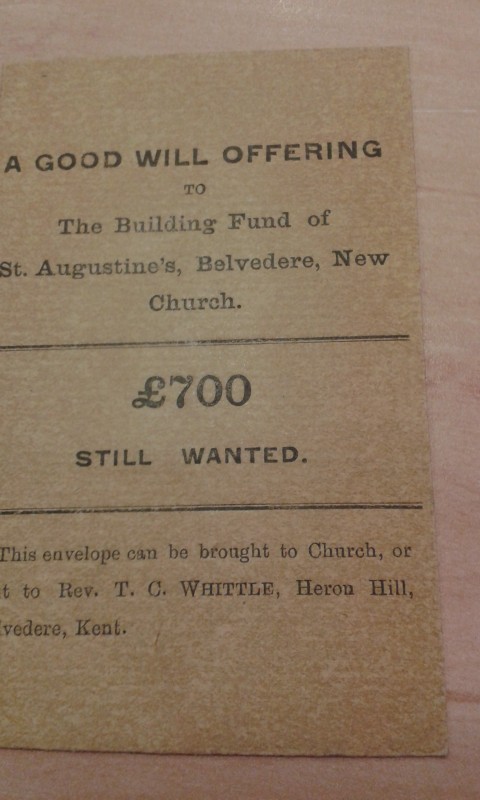 A GOOD WILL OFFERING
TO
The Building Fund of
St. Augustine's, Belvedere, New
Church.
£700
STILL WANTED.
This envelope can be brought to Church, or
t to Rev. T. C. WHITTLE, Heron Hill,
lvedere, Kent.